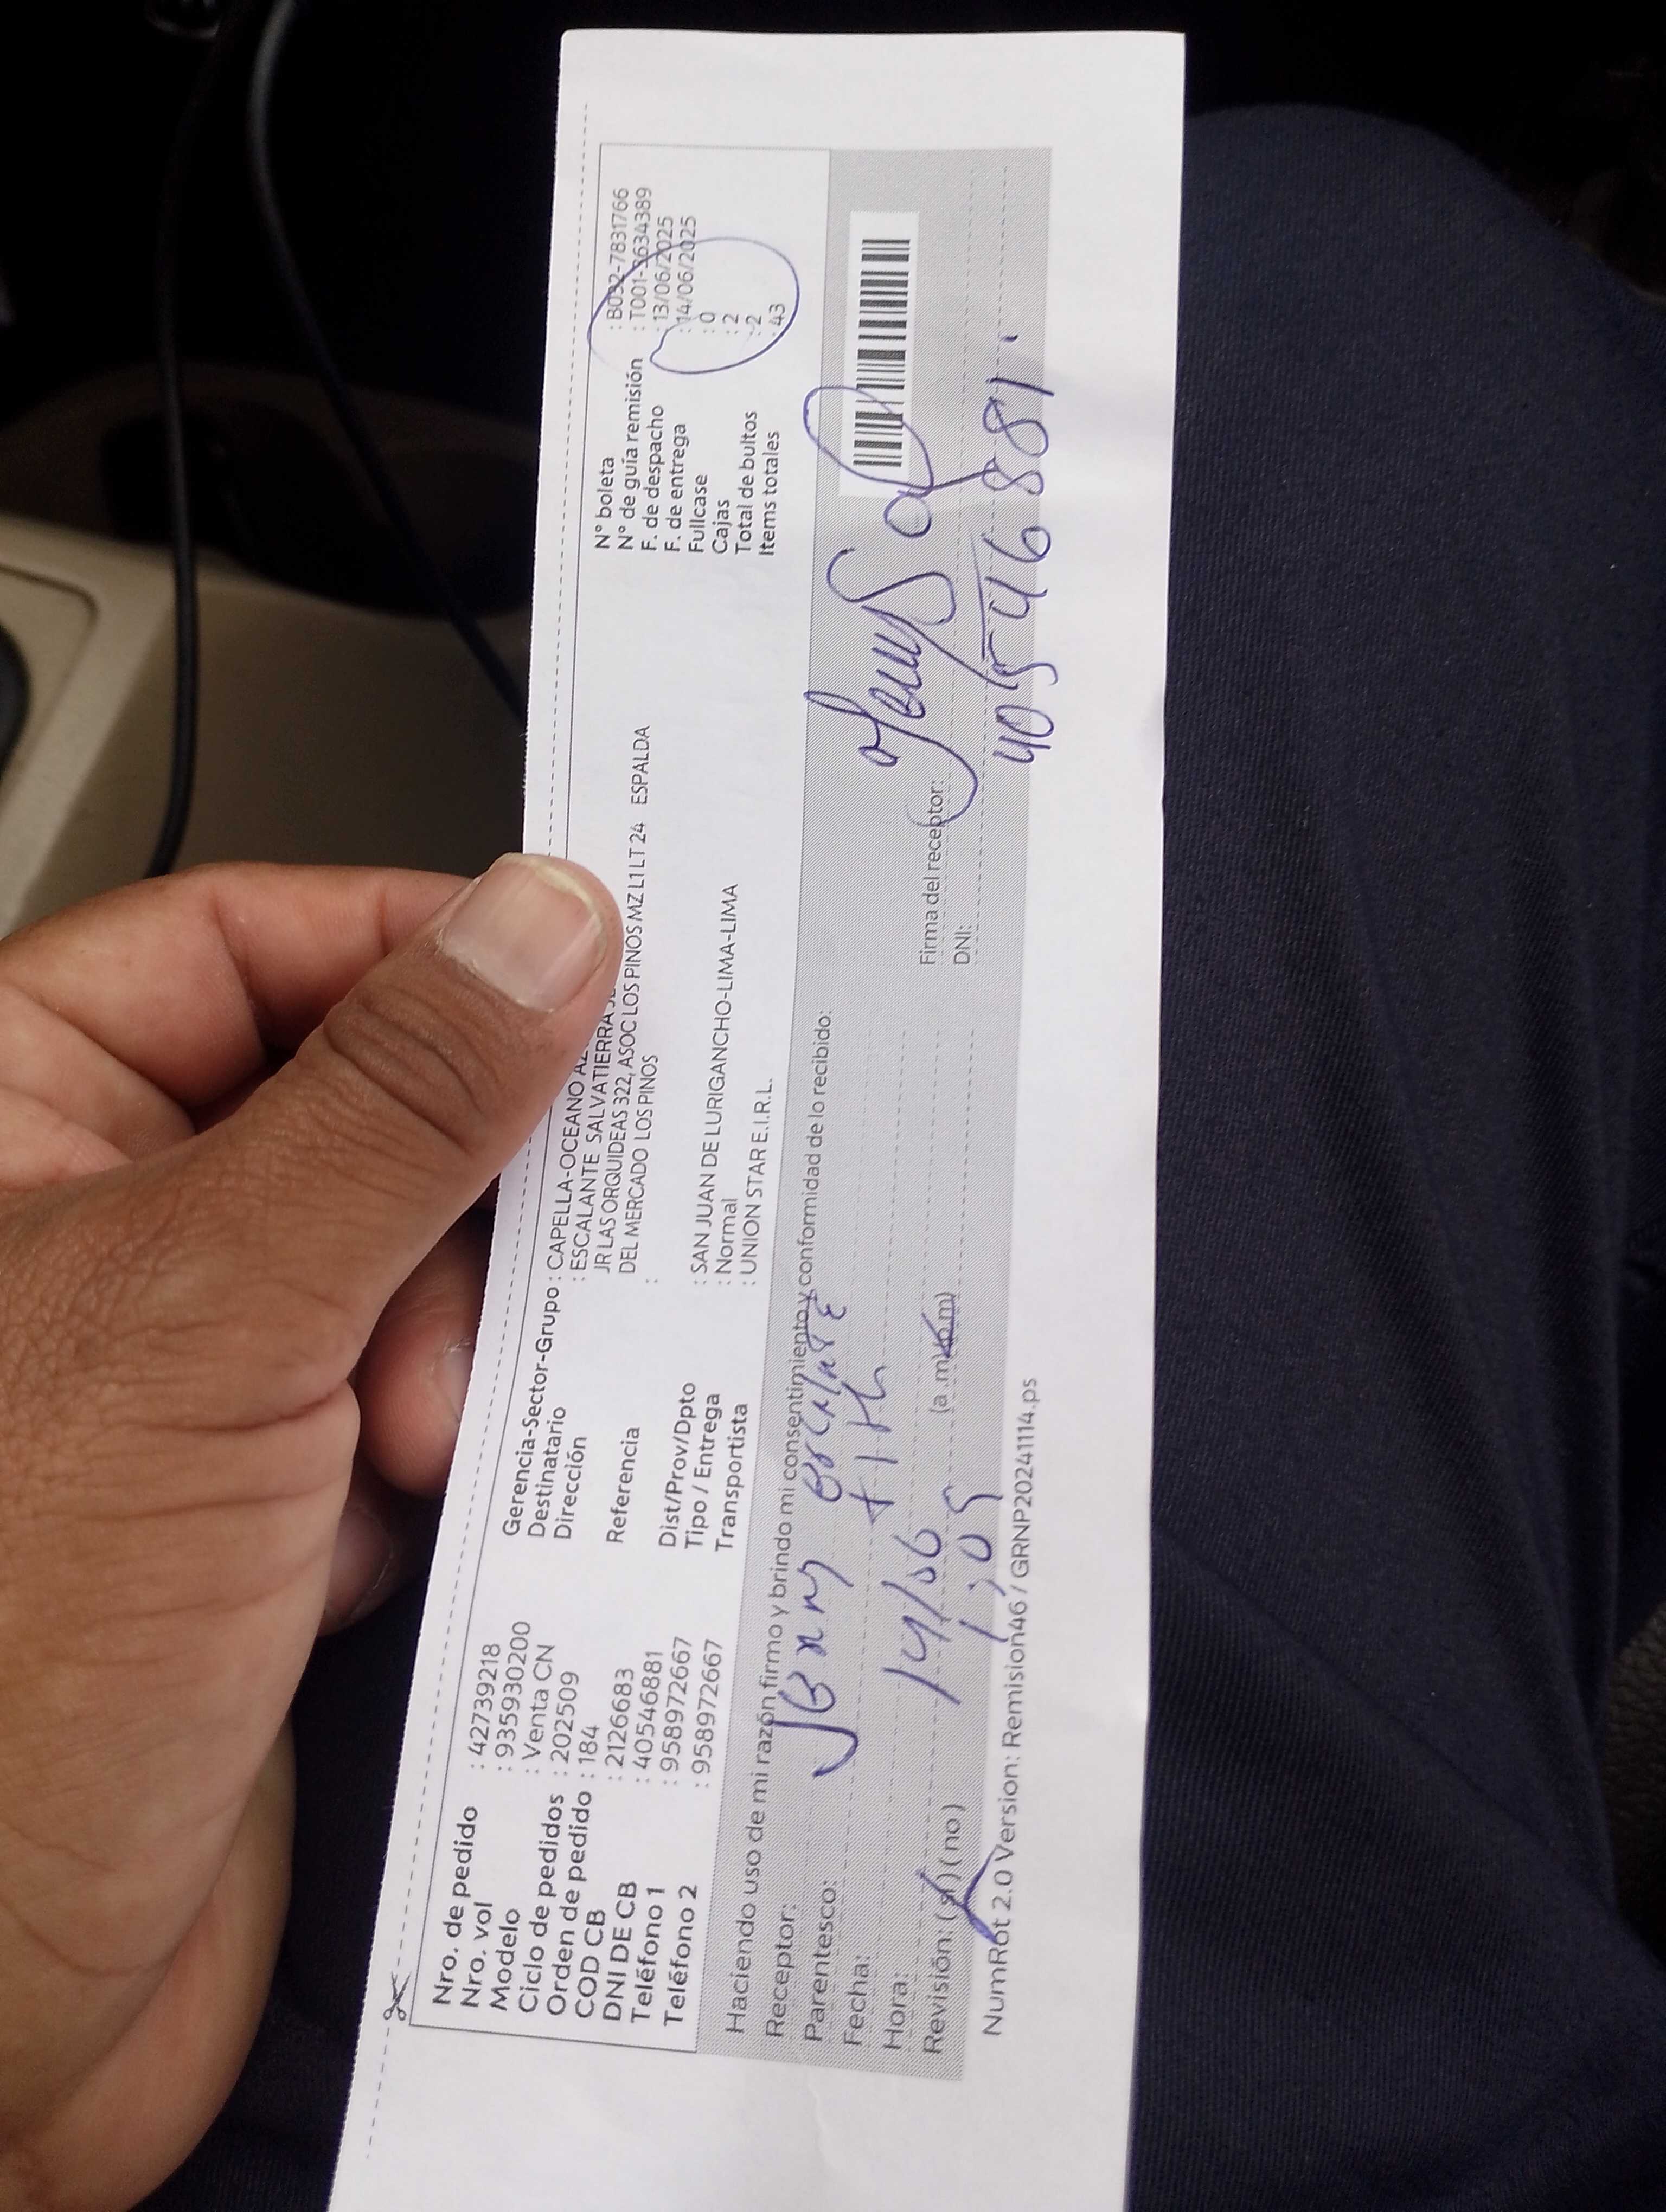 Nro. de pedido : 42739218
Nro. vol : 935930200
Modelo : Venta CN
Ciclo de pedidos : 202509
Orden de pedido : 184
COD CB : 2126683
DNI DE CB : 40546881
Teléfono 1 : 958972667
Teléfono 2 : 958972667
Gerencia-Sector-Grupo : CAPELLA-OCEANO
Destinatario : ESCALANTE SALVATIERRA
Dirección JR LAS ORQUIDEAS 322, ASOC LOS PINOS MZ L1 LT 24 ESPALDA
DEL MERCADO LOS PINOS
Referencia :
Dist/Prov/Dpto : SAN JUAN DE LURIGANCHO-LIMA-LIMA
Tipo / Entrega : Normal
Transportista : UNION STAR E.I.R.L.
N° boleta : B092-7831766
N° de guía remisión : T001-3634389
F. de despacho : 13/06/2025
F. de entrega : 14/06/2025
Fullcase : 0
Cajas : 2
Total de bultos : 2
Items totales : 43
Haciendo uso de mi razón firmo y brindo mi consentimiento y conformidad de lo recibido:
Receptor:
Parentesco:
Fecha: 14/06
Hora: 1:05 (a.m) (p.m)
Revisión: (si) (no)
Firma del receptor:
DNI: 40546881
NumRot 2.0 Version: Remision46 / GRNP20241114.ps